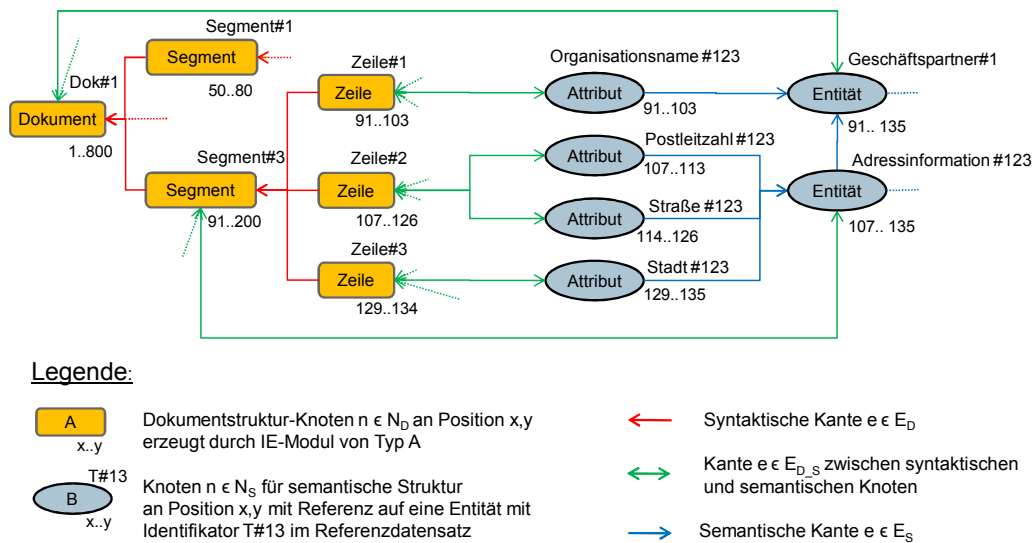 Segment#1
Segment
50..80
Dok#1
Dokument
1..800
Segment#3
Segment
91..200
Zeile#1
Zeile
91..103
Zeile#2
Zeile
107..126
Zeile#3
Zeile
129..134
Organisationsname #123
Attribut
91..103
Postleitzahl #123
Attribut
107..113
Straße #123
Attribut
114..126
Stadt #123
Attribut
129..135
Geschäftspartner#1
Entität
91.. 135
Adressinformation #123
Entität
107.. 135
Legende:
A
x..y
Dokumentstruktur-Knoten n ϵ N_D an Position x,y
erzeugt durch IE-Modul von Typ A
T#13
B
x..y
Knoten n ϵ N_S für semantische Struktur
an Position x,y mit Referenz auf eine Entität mit
Identifikator T#13 im Referenzdatensatz
Syntaktische Kante e ϵ E_D
Kante e ϵ E_D_S zwischen syntaktischen
und semantischen Knoten
Semantische Kante e ϵ E_S